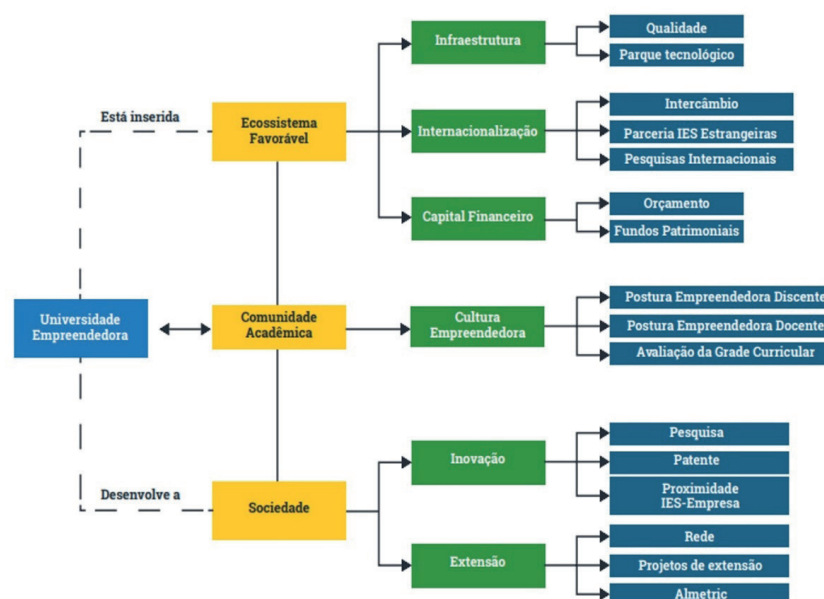 Infraestrutura
Qualidade
Parque tecnológico
Está inserida
Ecossistema
Favorável
Internacionalização
Intercâmbio
Parceria IES Estrangeiras
Pesquisas Internacionais
Capital Financeiro
Orçamento
Fundos Patrimoniais
Universidade
Empreendedora
Comunidade
Acadêmica
Cultura
Empreendedora
Postura Empreendedora Discente
Postura Empreendedora Docente
Avaliação da Grade Curricular
Desenvolve a
Sociedade
Inovação
Pesquisa
Patente
Proximidade
IES-Empresa
Extensão
Rede
Projetos de extensão
Almetric